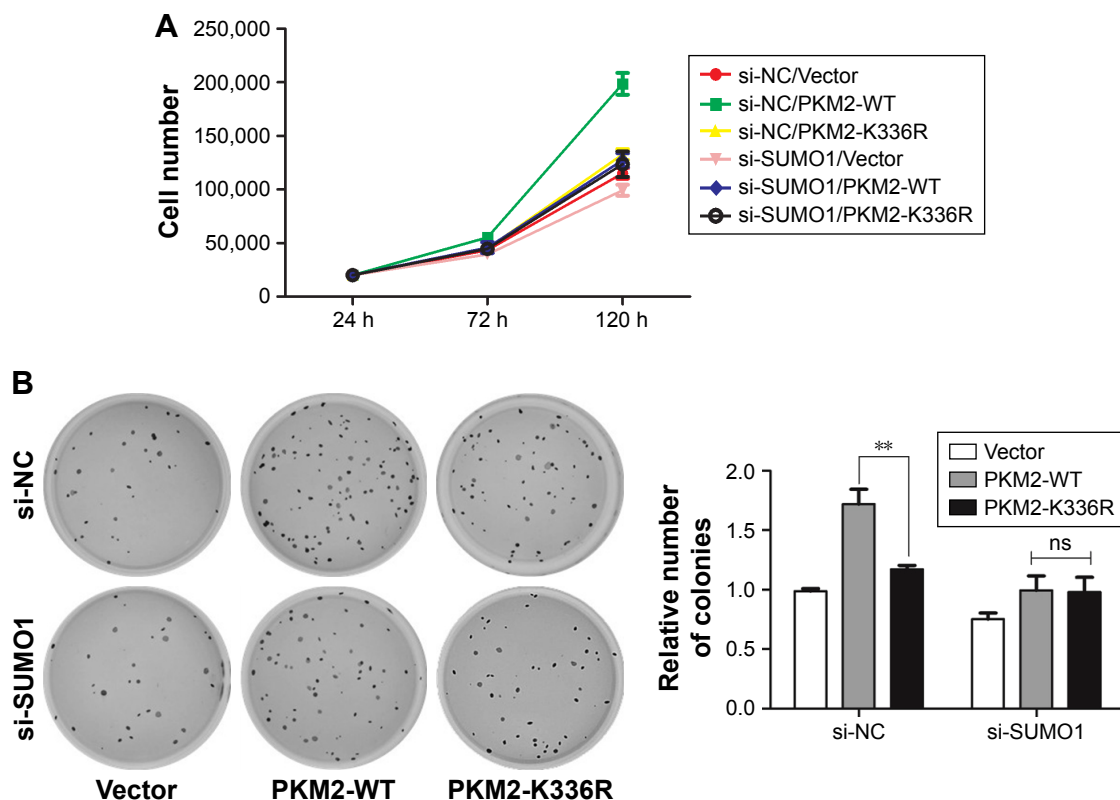 A
250,000
200,000
150,000
100,000
50,000
0
Cell number
24 h
72 h
120 h
si-NC/Vector
si-NC/PKM2-WT
si-NC/PKM2-K336R
si-SUMO1/Vector
si-SUMO1/PKM2-WT
si-SUMO1/PKM2-K336R
B
si-NC
si-SUMO1
Vector
PKM2-WT
PKM2-K336R
Relative number
of colonies
2.0
1.5
1.0
0.5
0.0
**
ns
Vector
PKM2-WT
PKM2-K336R
si-NC
si-SUMO1